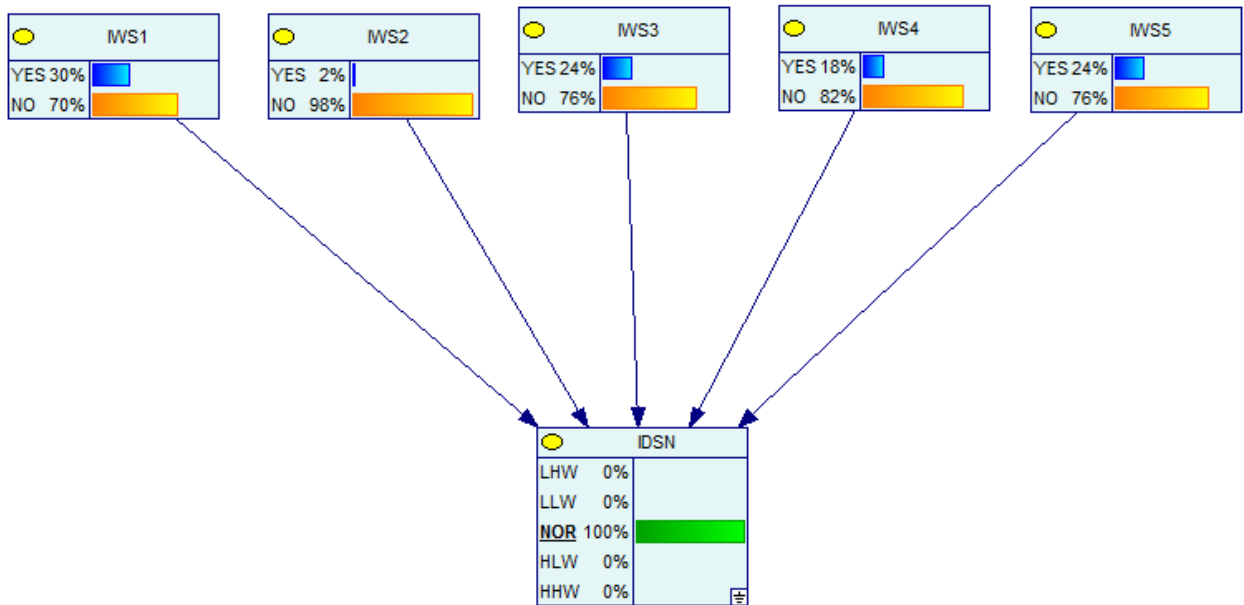 IWS1
YES 30%
NO 70%
IWS2
YES 2%
NO 98%
IWS3
YES 24%
NO 76%
IWS4
YES 18%
NO 82%
IWS5
YES 24%
NO 76%
IDSN
LHW 0%
LLW 0%
NOR 100%
HLW 0%
HHW 0%